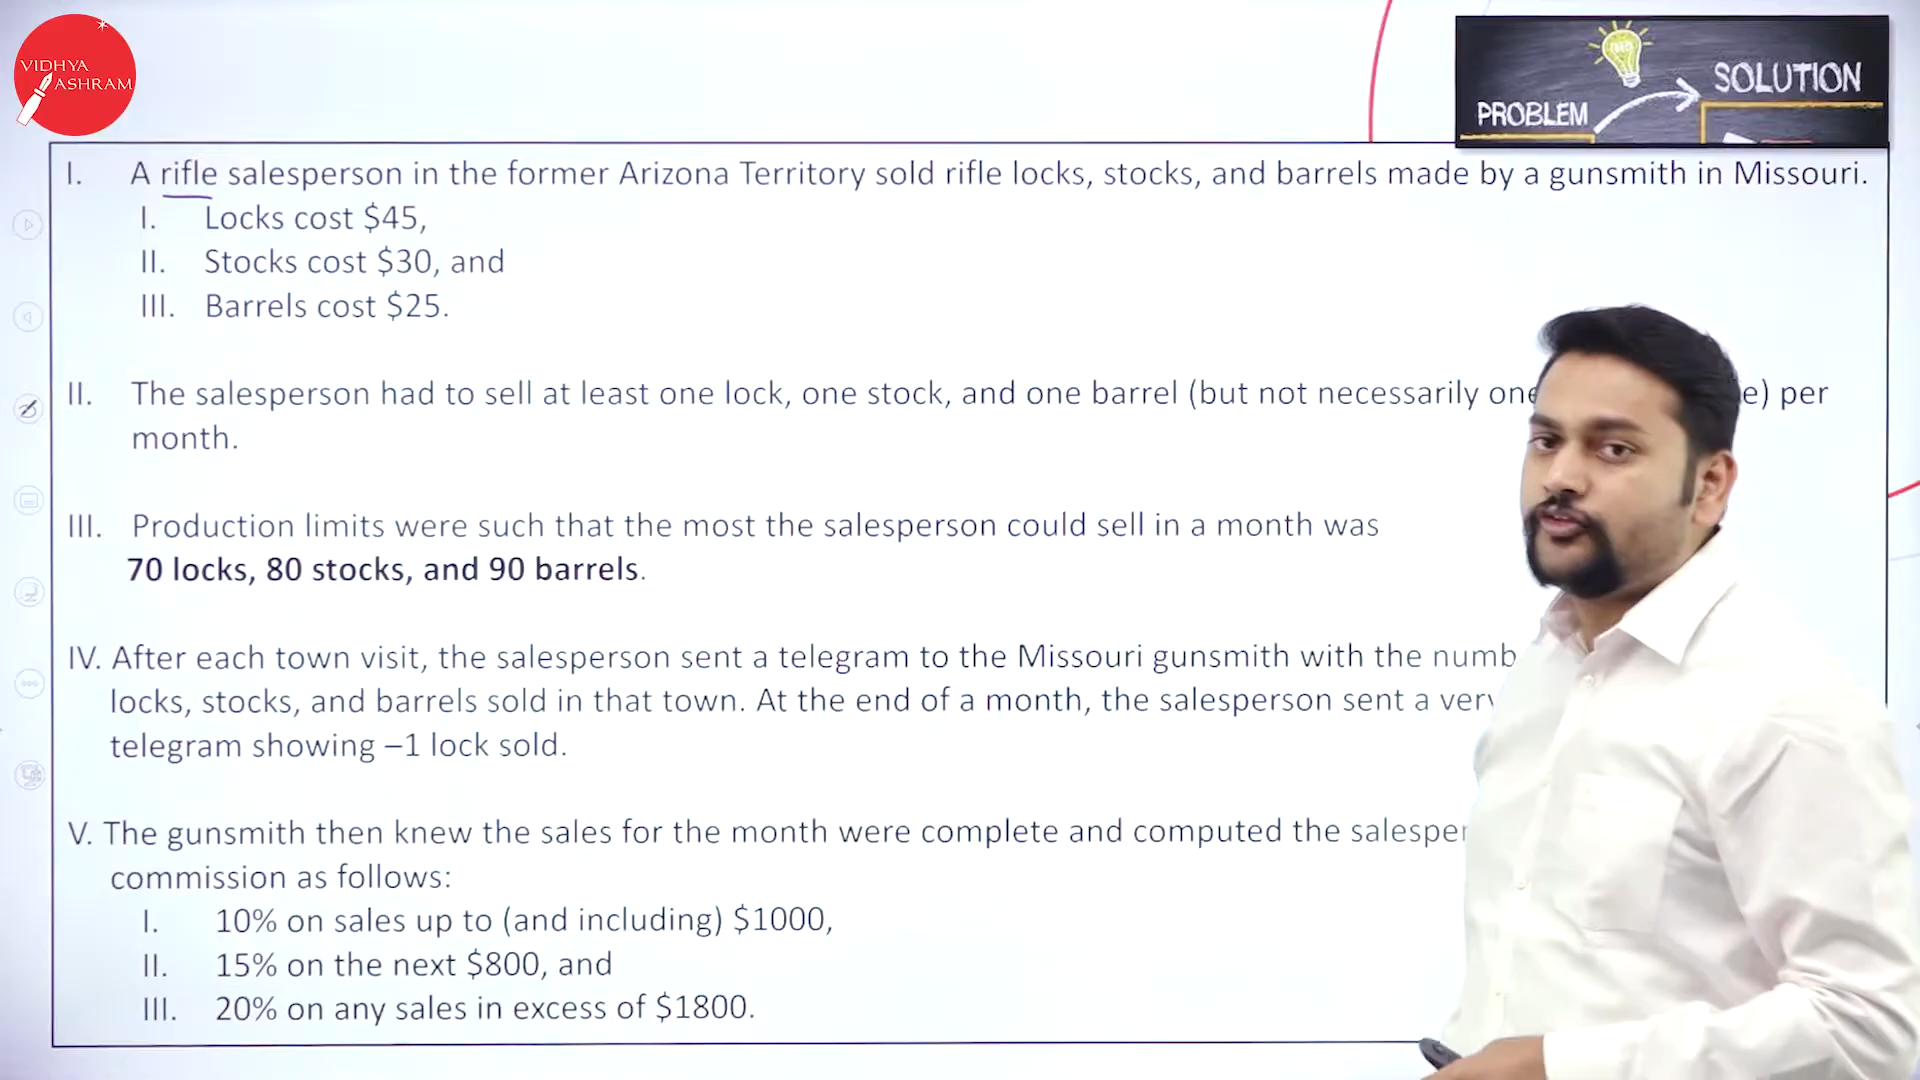 VIDHYA
ASHRAM
PROBLEM
SOLUTION
I. A rifle salesperson in the former Arizona Territory sold rifle locks, stocks, and barrels made by a gunsmith in Missouri.
I. Locks cost $45,
II. Stocks cost $30, and
III. Barrels cost $25.
II. The salesperson had to sell at least one lock, one stock, and one barrel (but not necessarily one e) per
month.
III. Production limits were such that the most the salesperson could sell in a month was
70 locks, 80 stocks, and 90 barrels.
IV. After each town visit, the salesperson sent a telegram to the Missouri gunsmith with the numb
locks, stocks, and barrels sold in that town. At the end of a month, the salesperson sent a very
telegram showing –1 lock sold.
V. The gunsmith then knew the sales for the month were complete and computed the salesper
commission as follows:
I. 10% on sales up to (and including) $1000,
II. 15% on the next $800, and
III. 20% on any sales in excess of $1800.